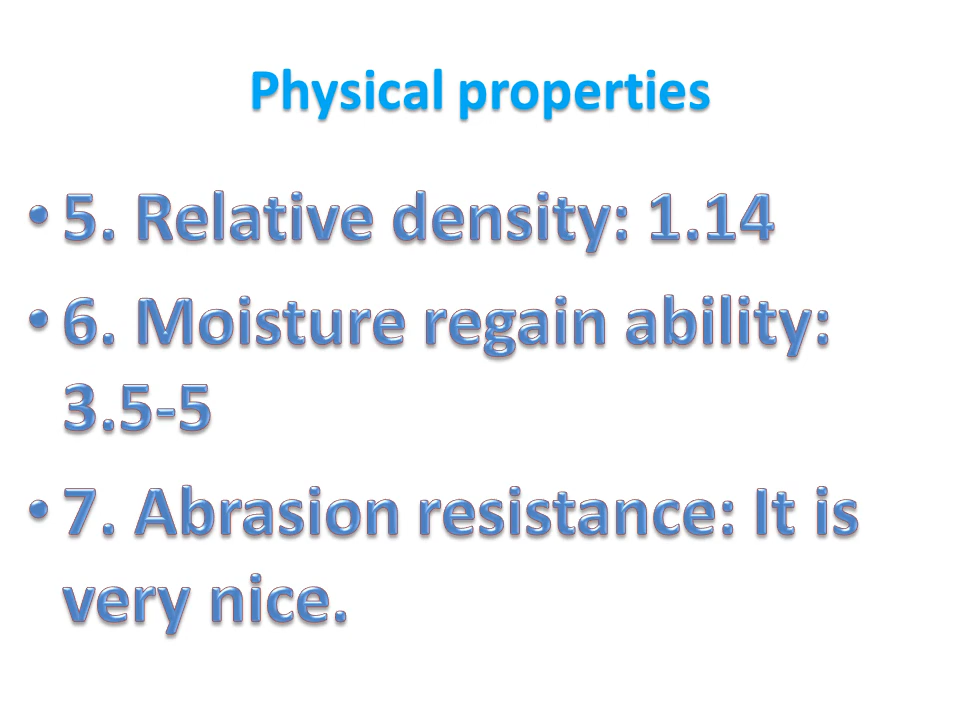 Physical properties
• 5. Relative density: 1.14
• 6. Moisture regain ability:
3.5-5
• 7. Abrasion resistance: It is
very nice.